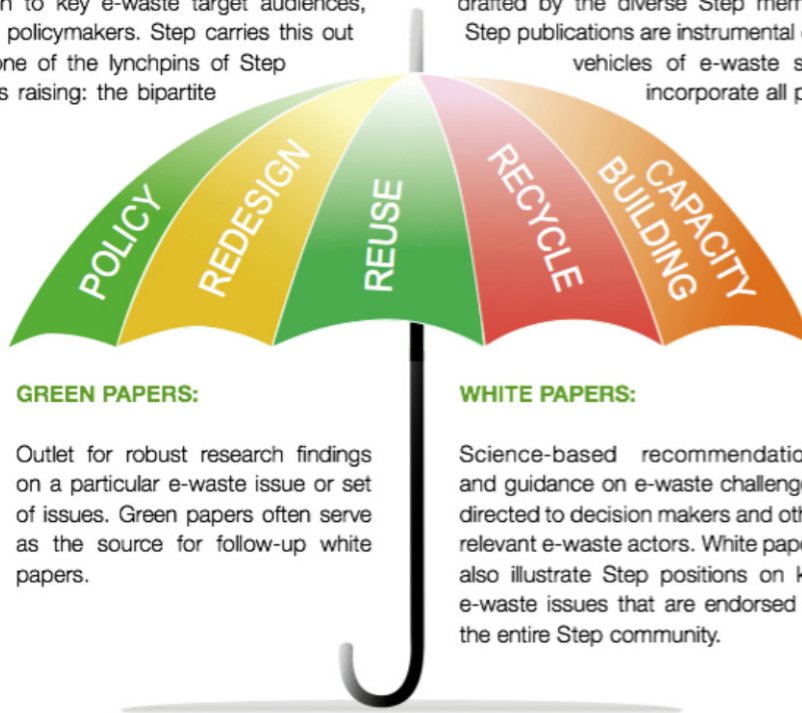 to key e-waste target audiences,
policymakers. Step carries this out
one of the lynchpins of Step
raising: the bipartite
drafted by the diverse Step
Step publications are instrumental
vehicles of e-waste
incorporate all
POLICY
REDESIGN
REUSE
RECYCLE
CAPACITY
BUILDING
GREEN PAPERS:
Outlet for robust research findings
on a particular e-waste issue or set
of issues. Green papers often serve
as the source for follow-up white
papers.
WHITE PAPERS:
Science-based
and guidance on e-waste
directed to decision makers and
relevant e-waste actors. White
also illustrate Step positions on
e-waste issues that are endorsed
the entire Step community.